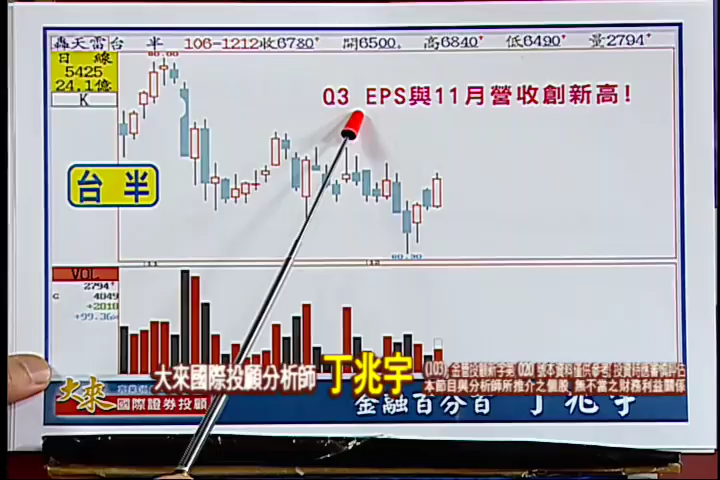 轟天雷 台 半 106-1212收6780 開6500 高6840 低6490 量2794
日 線
5425
24.1億
K
台 半
Q3 EPS與11月營收創新高!
11
12
60.30
VOL
2794
4849
+2018
大來國際投顧分析師 丁兆宇
本節目與分析師所推介之個股 無不當之財務利益關係
大來
國際證券投顧
金融百分百 丁兆宇